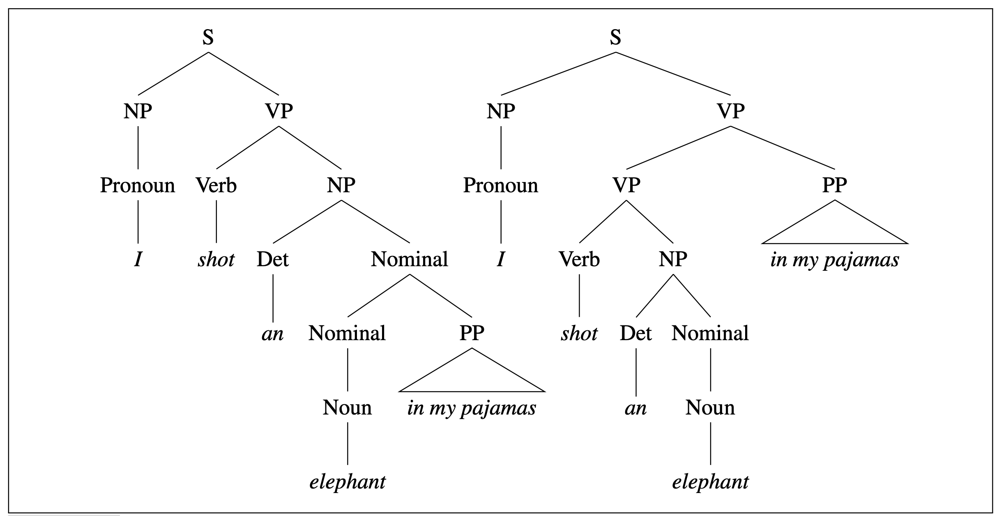 S S
NP VP NP VP
Pronoun Verb NP Pronoun VP PP
I shot Det Nominal I Verb NP in my pajamas
an Nominal PP shot Det Nominal
Noun in my pajamas an Noun
elephant elephant